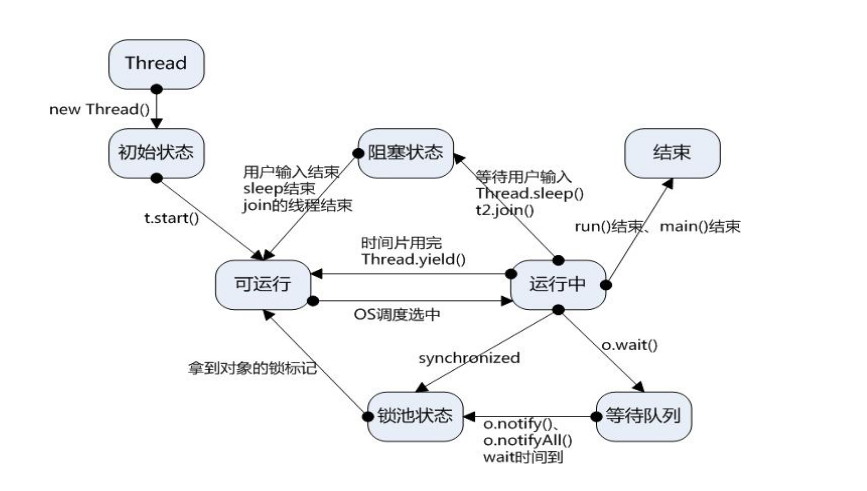 Thread
new Thread()
初始状态
阻塞状态
结束
用户输入结束
sleep结束
join的线程结束
等待用户输入
Thread.sleep()
t2.join()
t.start()
run()结束、main()结束
时间片用完
Thread.yield()
可运行
运行中
OS调度选中
synchronized
o.wait()
拿到对象的锁标记
锁池状态
等待队列
o.notify()、
o.notifyAll()
wait时间到